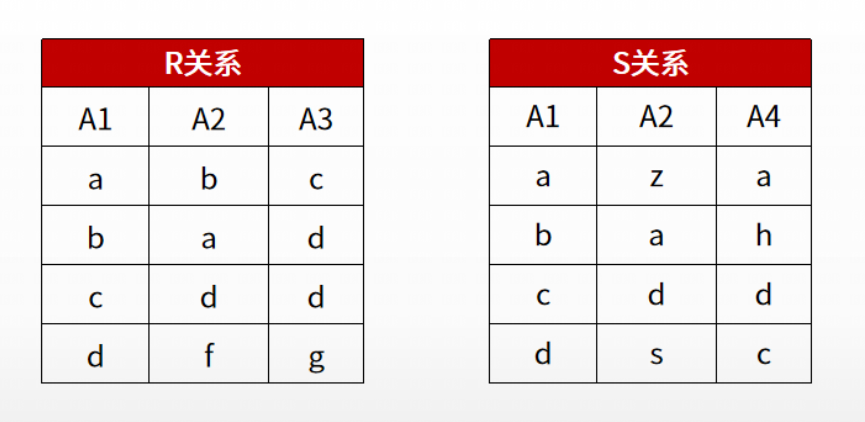 R关系
A1 A2 A3
a b c
b a d
c d d
d f g
S关系
A1 A2 A4
a z a
b a h
c d d
d s c